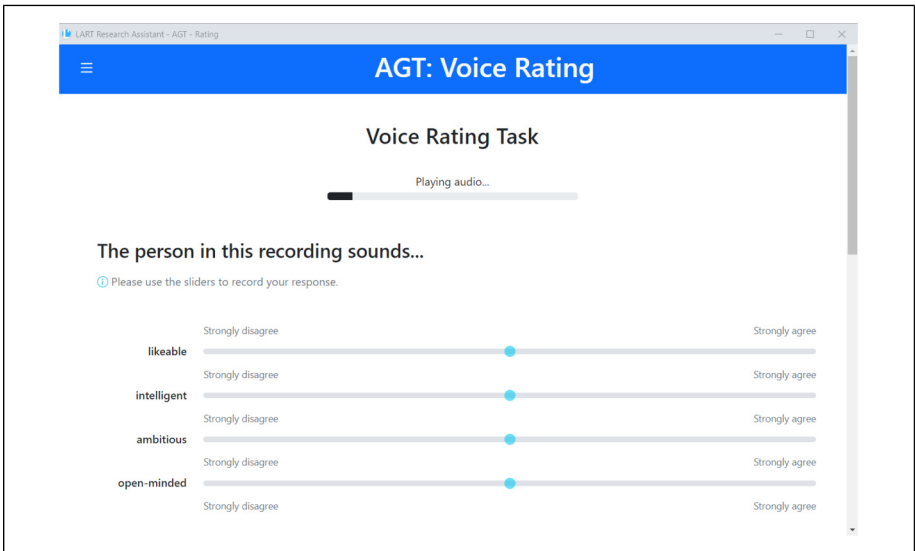 LART Research Assistant - AGT - Rating
AGT: Voice Rating
Voice Rating Task
Playing audio...
The person in this recording sounds...
Please use the sliders to record your response.
Strongly disagree Strongly agree
likeable
Strongly disagree Strongly agree
intelligent
Strongly disagree Strongly agree
ambitious
Strongly disagree Strongly agree
open-minded
Strongly disagree Strongly agree